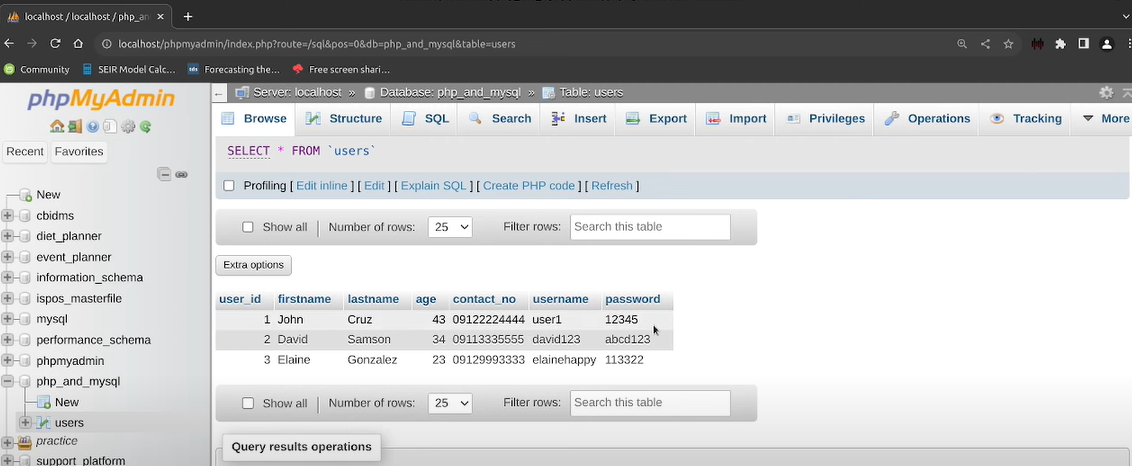 localhost / localhost / php_an
localhost/phpmyadmin/index.php?route=/sql&pos=0&db=php_and_mysql&table=users
Community SEIR Model Calc... Forecasting the... Free screen shari...
phpMyAdmin
Recent Favorites
New
cbidms
diet_planner
event_planner
information_schema
ispos_masterfile
mysql
performance_schema
phpmyadmin
php_and_mysql
New
users
practice
support_platform
Server: localhost » Database: php_and_mysql » Table: users
Browse Structure SQL Search Insert Export Import Privileges Operations Tracking More
SELECT * FROM `users`
Profiling [ Edit inline ] [ Edit ] [ Explain SQL ] [ Create PHP code ] [ Refresh ]
Show all Number of rows: 25 Filter rows: Search this table
Extra options
user_id firstname lastname age contact_no username password
1 John Cruz 43 09122224444 user1 12345
2 David Samson 34 09113335555 david123 abcd123
3 Elaine Gonzalez 23 09129993333 elainehappy 113322
Show all Number of rows: 25 Filter rows: Search this table
Query results operations